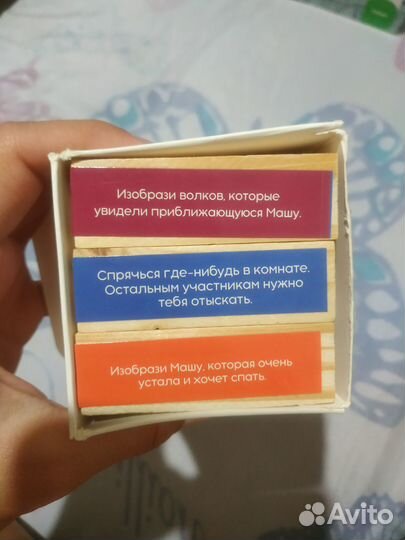 Изобрази волков, которые
увидели приближающуюся Машу.
Спрячься где-нибудь в комнате.
Остальным участникам нужно
тебя отыскать.
Изобрази Машу, которая очень
устала и хочет спать.
Avito